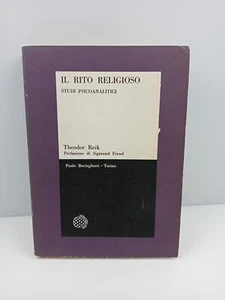 IL RITO RELIGIOSO
STUDI PSICOANALITICI
Theodor Reik
Prefazione di Sigmund Freud
Paolo Boringhieri - Torino